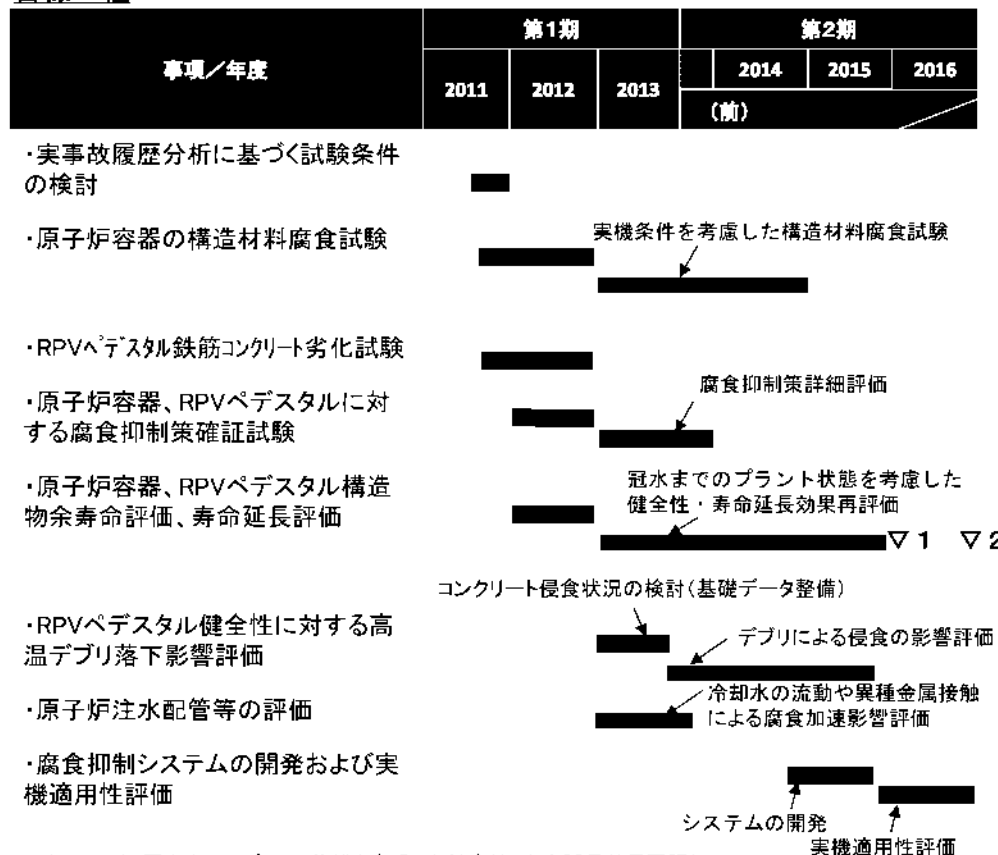 第1期
第2期
事項／年度
2011
2012
2013
2014
2015
2016
(前)
・実事故履歴分析に基づく試験条件
の検討
・原子炉容器の構造材料腐食試験
実機条件を考慮した構造材料腐食試験
・RPVﾍﾟﾃﾞｽﾀﾙ鉄筋ｺﾝｸﾘｰﾄ劣化試験
腐食抑制策詳細評価
・原子炉容器、RPVペデスタルに対
する腐食抑制策確証試験
冠水までのプラント状態を考慮した
健全性・寿命延長効果再評価
・原子炉容器、RPVペデスタル構造
物余寿命評価、寿命延長評価
▽1 ▽2
コンクリート侵食状況の検討(基礎データ整備)
・RPVペデスタル健全性に対する高
温デブリ落下影響評価
デブリによる侵食の影響評価
・原子炉注水配管等の評価
冷却水の流動や異種金属接触
による腐食加速影響評価
・腐食抑制システムの開発および実
機適用性評価
システムの開発
実機適用性評価